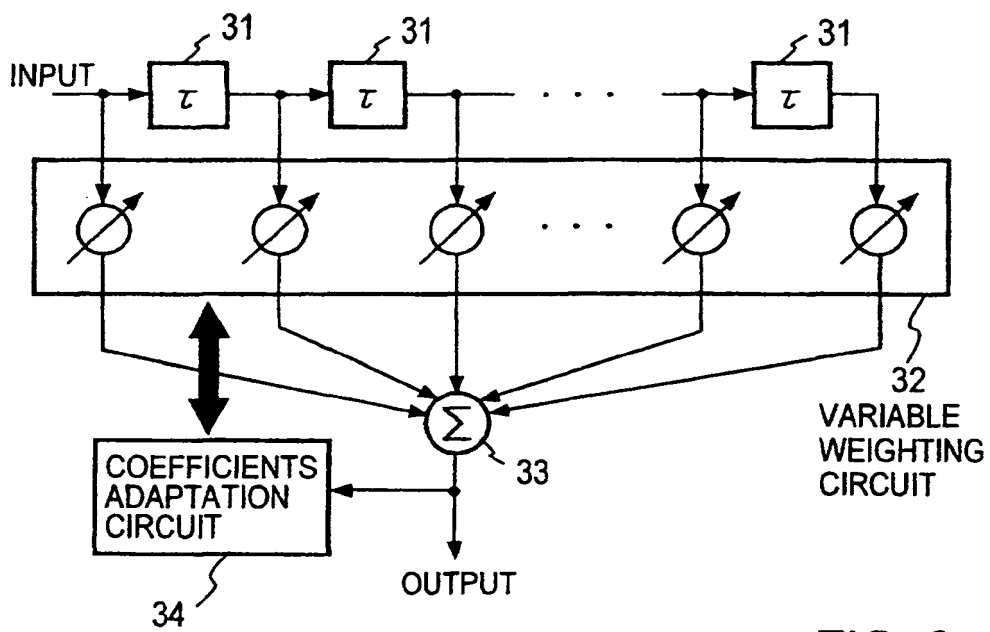 31
31
31
INPUT
τ
τ
· · ·
τ
· · ·
32
VARIABLE
WEIGHTING
CIRCUIT
Σ
33
COEFFICIENTS
ADAPTATION
CIRCUIT
OUTPUT
34